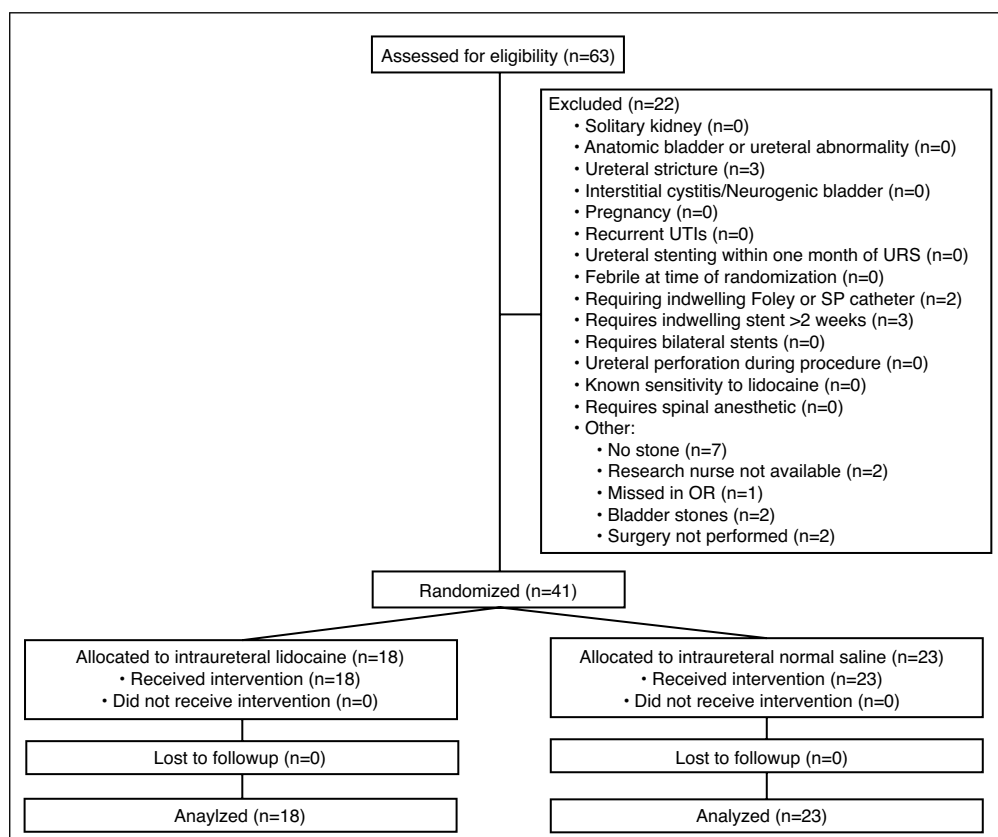 Assessed for eligibility (n=63)
Excluded (n=22)
• Solitary kidney (n=0)
• Anatomic bladder or ureteral abnormality (n=0)
• Ureteral stricture (n=3)
• Interstitial cystitis/Neurogenic bladder (n=0)
• Pregnancy (n=0)
• Recurrent UTIs (n=0)
• Ureteral stenting within one month of URS (n=0)
• Febrile at time of randomization (n=0)
• Requiring indwelling Foley or SP catheter (n=2)
• Requires indwelling stent >2 weeks (n=3)
• Requires bilateral stents (n=0)
• Ureteral perforation during procedure (n=0)
• Known sensitivity to lidocaine (n=0)
• Requires spinal anesthetic (n=0)
• Other:
• No stone (n=7)
• Research nurse not available (n=2)
• Missed in OR (n=1)
• Bladder stones (n=2)
• Surgery not performed (n=2)
Randomized (n=41)
Allocated to intraureteral lidocaine (n=18)
• Received intervention (n=18)
• Did not receive intervention (n=0)
Allocated to intraureteral normal saline (n=23)
• Received intervention (n=23)
• Did not receive intervention (n=0)
Lost to followup (n=0)
Lost to followup (n=0)
Anaylzed (n=18)
Analyzed (n=23)